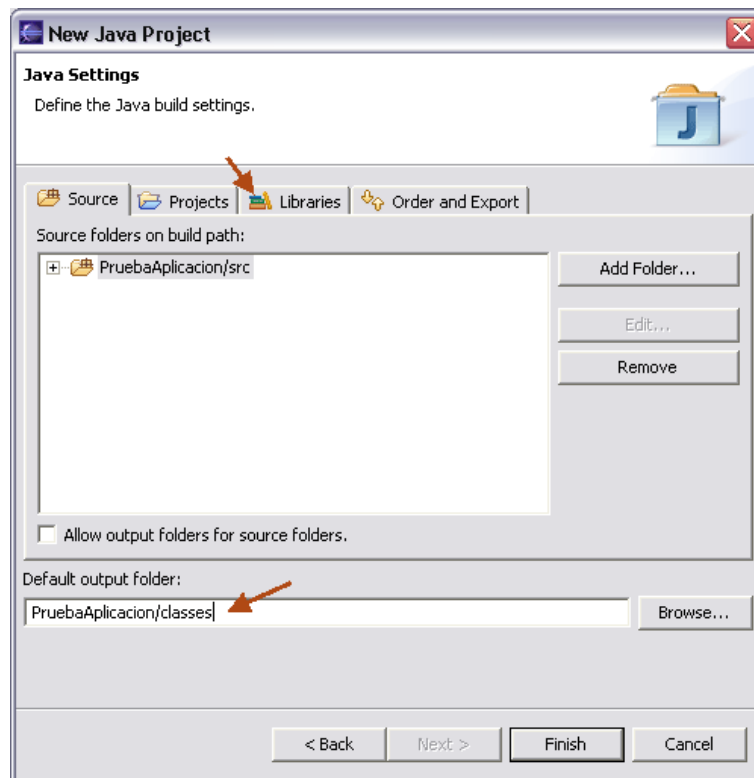 New Java Project
Java Settings
Define the Java build settings.
Source Projects Libraries Order and Export
Source folders on build path:
PruebaAplicacion/src
Add Folder...
Edit...
Remove
Allow output folders for source folders.
Default output folder:
PruebaAplicacion/classes
Browse...
< Back Next > Finish Cancel